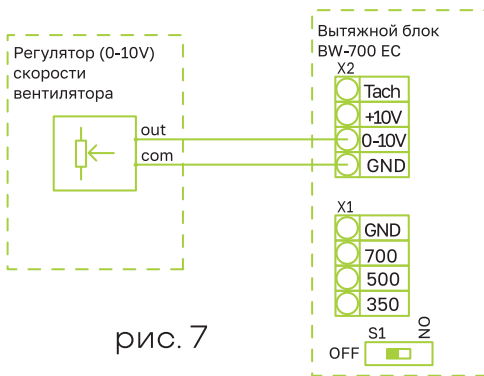 Регулятор (0-10V)
скорости
вентилятора
out
com
Вытяжной блок
BW-700 EC
X2
Tach
+10V
0-10V
GND
X1
GND
700
500
350
S1
ON
OFF
рис. 7